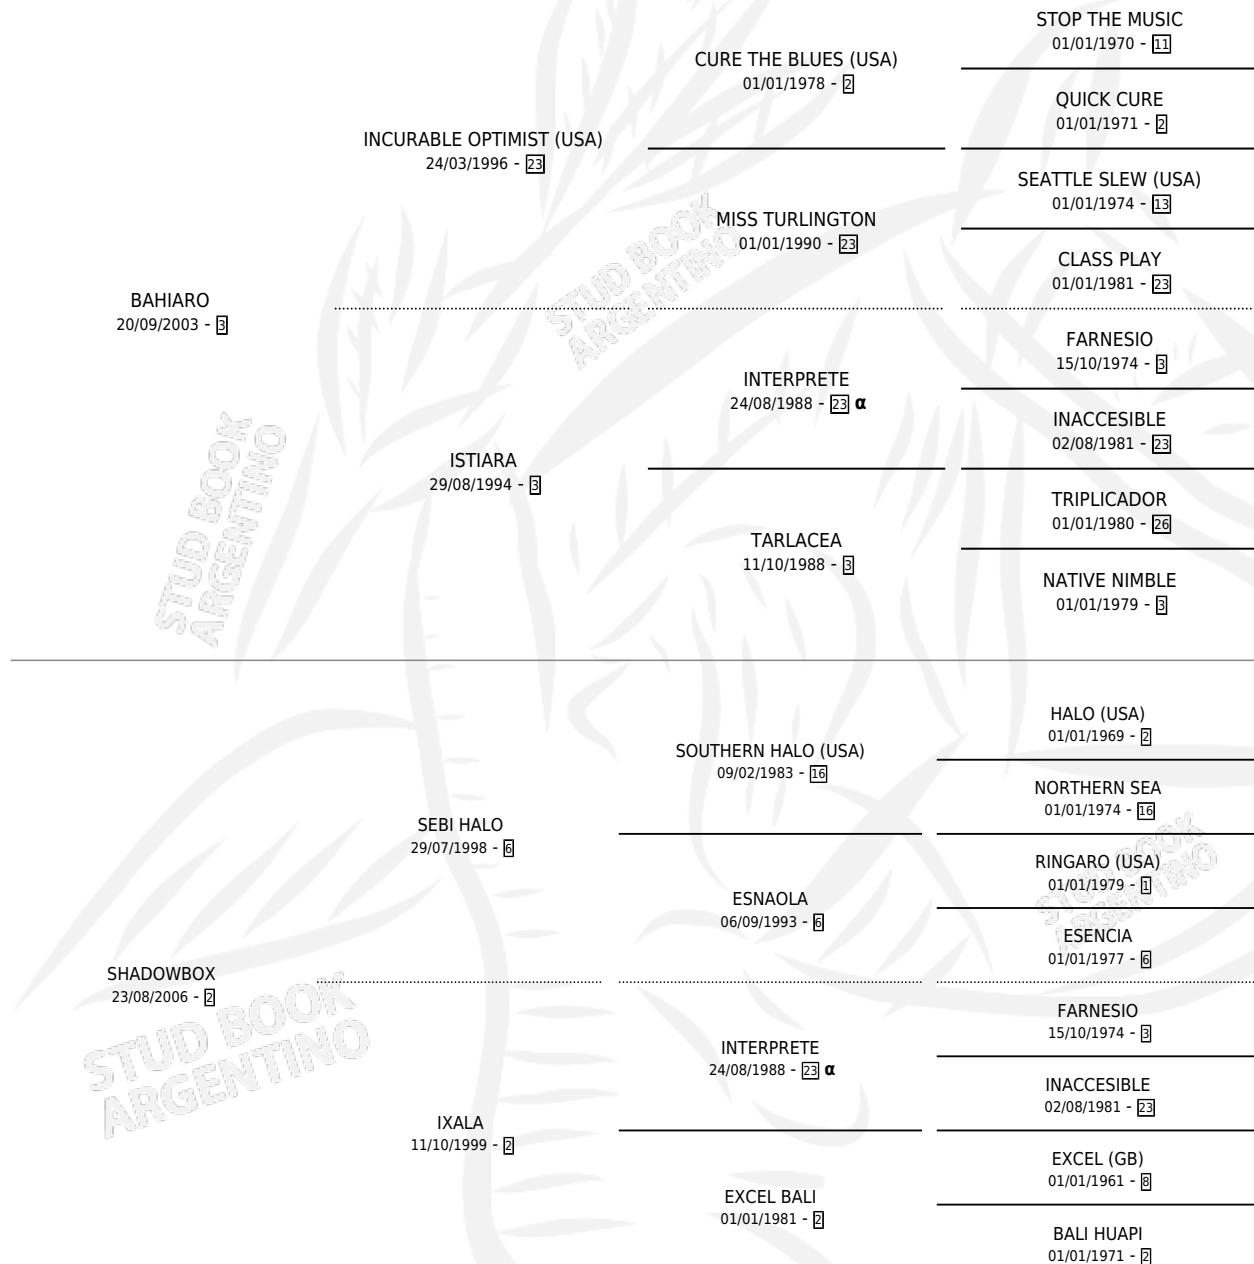 STOP THE MUSIC
01/01/1970 - 11
CURE THE BLUES (USA)
01/01/1978 - 2
QUICK CURE
01/01/1971 - 2
INCURABLE OPTIMIST (USA)
24/03/1996 - 23
SEATTLE SLEW (USA)
01/01/1974 - 13
MISS TURLINGTON
01/01/1990 - 23
CLASS PLAY
01/01/1981 - 23
BAHIARO
20/09/2003 - 3
FARNESIO
15/10/1974 - 3
INTERPRETE
24/08/1988 - 23 α
INACCESIBLE
02/08/1981 - 23
ISTIARA
29/08/1994 - 3
TRIPLICADOR
01/01/1980 - 26
TARLACEA
11/10/1988 - 3
NATIVE NIMBLE
01/01/1979 - 3
STUD BOOK
ARGENTINO
STUD BOOK
ARGENTINO
HALO (USA)
01/01/1969 - 2
SOUTHERN HALO (USA)
09/02/1983 - 16
NORTHERN SEA
01/01/1974 - 16
SEBI HALO
29/07/1998 - 6
RINGARO (USA)
01/01/1979 - 1
ESNAOLA
06/09/1993 - 6
ESENCIA
01/01/1977 - 6
STUD BOOK
ARGENTINO
SHADOWBOX
23/08/2006 - 2
FARNESIO
15/10/1974 - 3
INTERPRETE
24/08/1988 - 23 α
INACCESIBLE
02/08/1981 - 23
IXALA
11/10/1999 - 2
EXCEL (GB)
01/01/1961 - 8
EXCEL BALI
01/01/1981 - 2
BALI HUAPI
01/01/1971 - 2
STUD BOOK
ARGENTINO